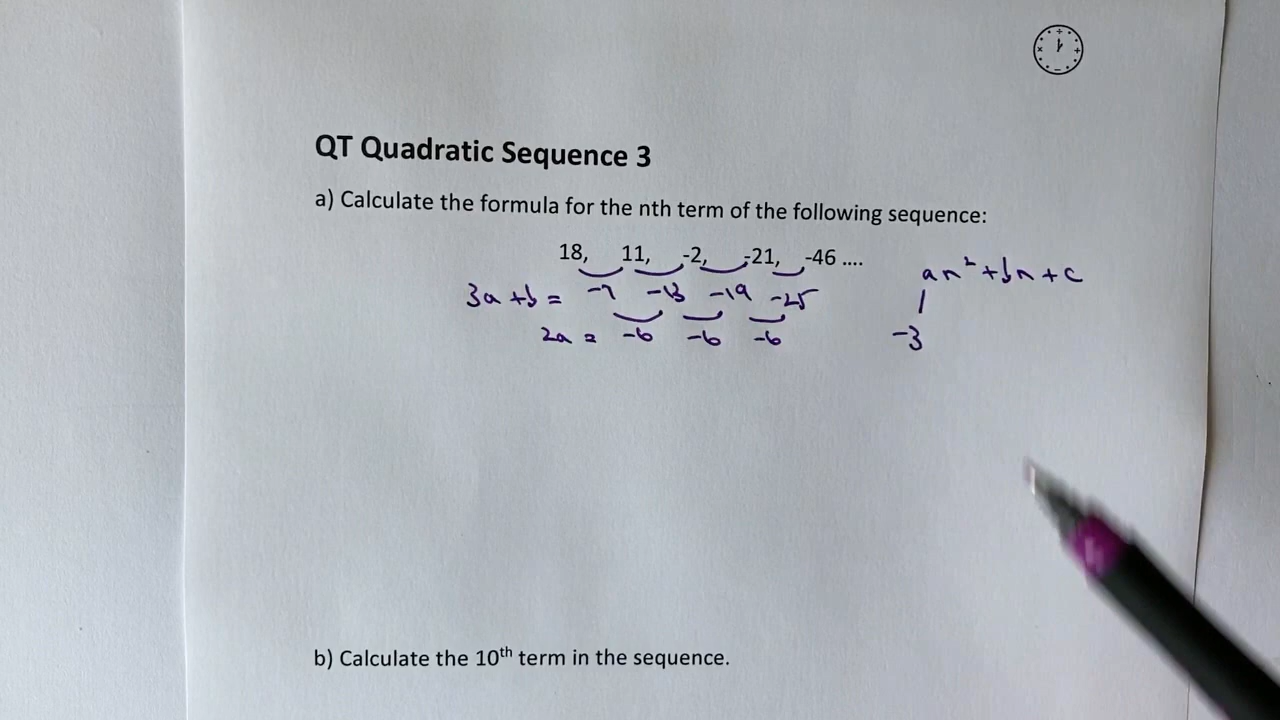 QT Quadratic Sequence 3
a) Calculate the formula for the nth term of the following sequence:
18, 11, -2, -21, -46 ....
an²+bn+c
3a+b = -7 -13 -19 -25
2a = -6 -6 -6
-3
b) Calculate the 10th term in the sequence.